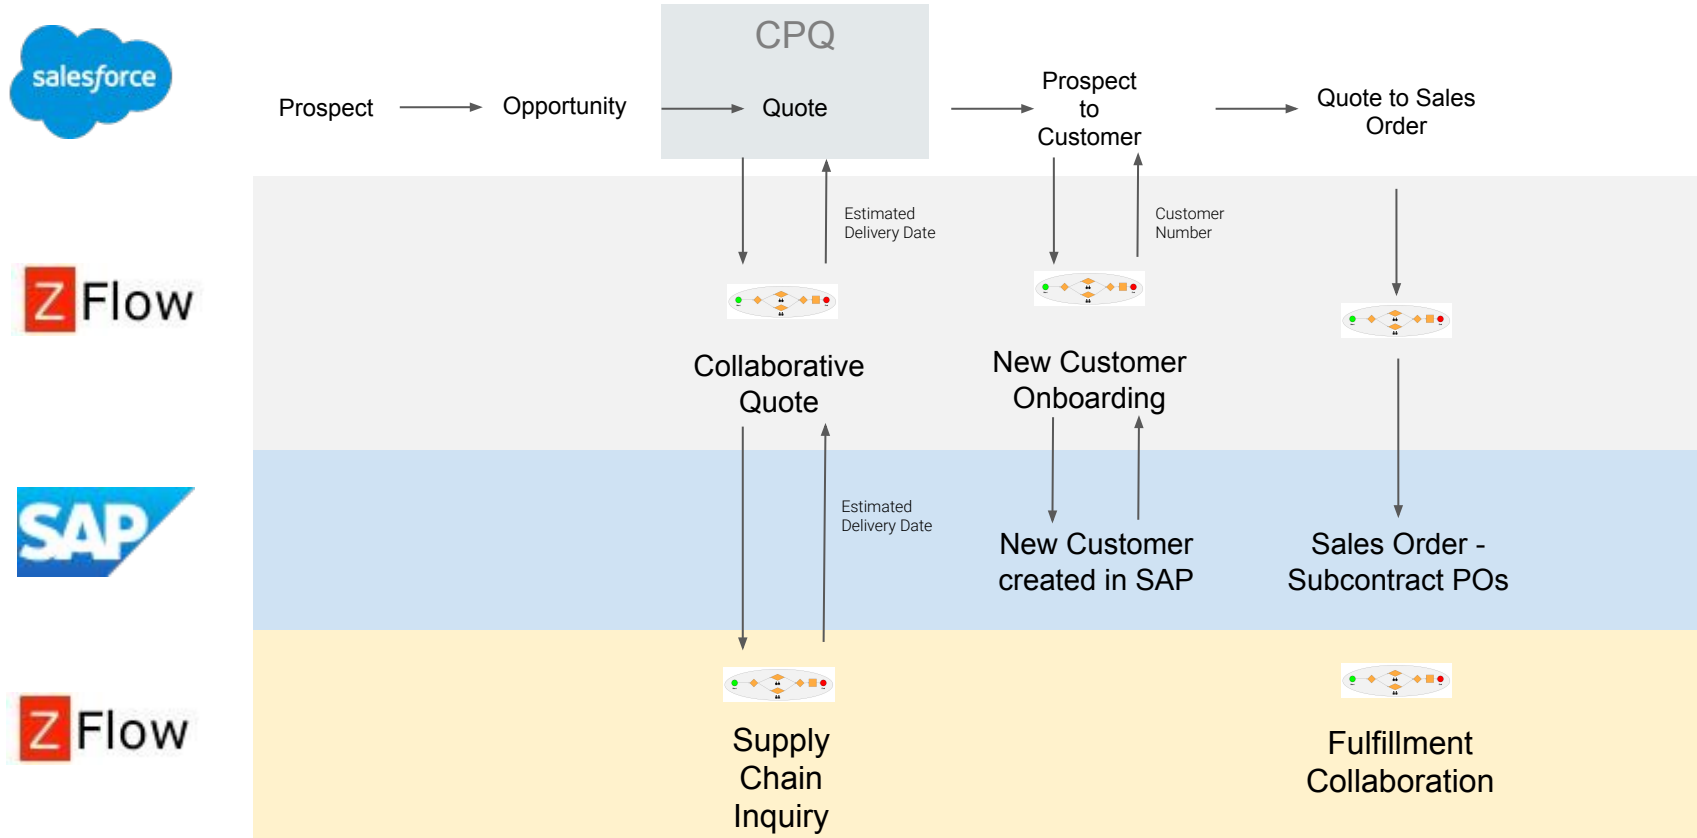 salesforce
CPQ
Prospect
Opportunity
Quote
Prospect
to
Customer
Quote to Sales
Order
Estimated
Delivery Date
Customer
Number
Z Flow
Collaborative
Quote
New Customer
Onboarding
SAP
Estimated
Delivery Date
New Customer
created in SAP
Sales Order -
Subcontract POs
Z Flow
Supply
Chain
Inquiry
Fulfillment
Collaboration